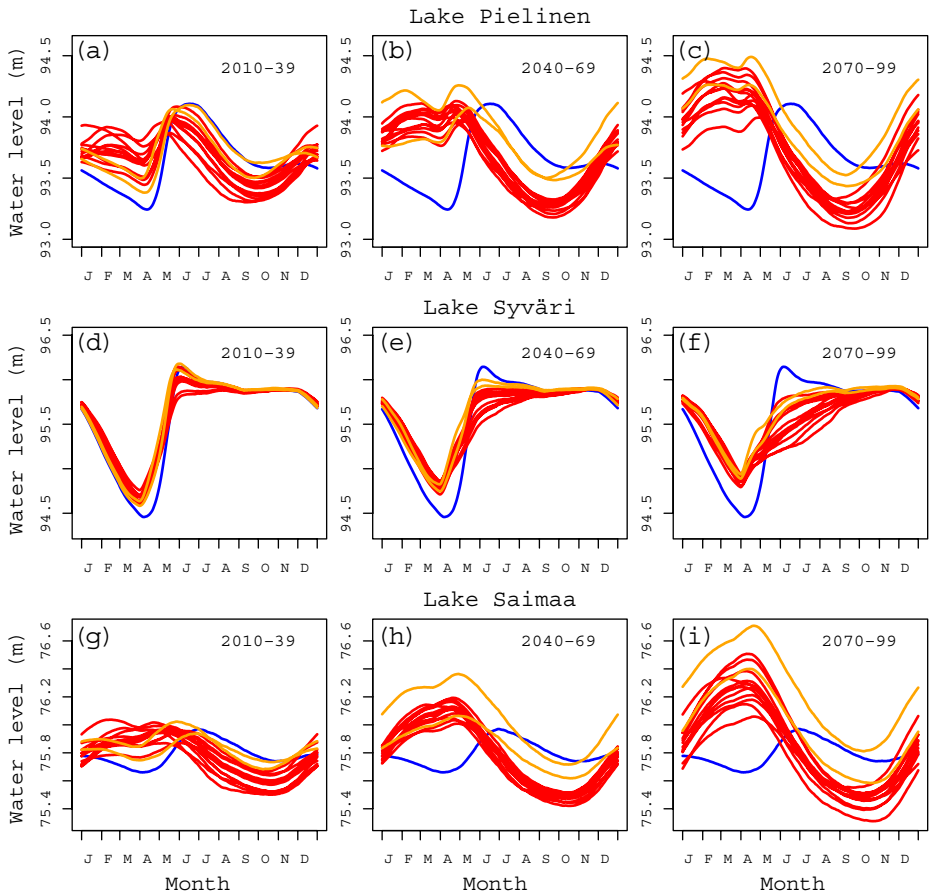 Lake Pielinen
(a) 2010-39 (b) 2040-69 (c) 2070-99
Water level (m)
93.0 93.5 94.0 94.5
J F M A M J J A S O N D J F M A M J J A S O N D J F M A M J J A S O N D
Lake Syväri
(d) 2010-39 (e) 2040-69 (f) 2070-99
Water level (m)
94.5 95.5 96.5
J F M A M J J A S O N D J F M A M J J A S O N D J F M A M J J A S O N D
Lake Saimaa
(g) 2010-39 (h) 2040-69 (i) 2070-99
Water level (m)
75.4 75.8 76.2 76.6
J F M A M J J A S O N D J F M A M J J A S O N D J F M A M J J A S O N D
Month Month Month